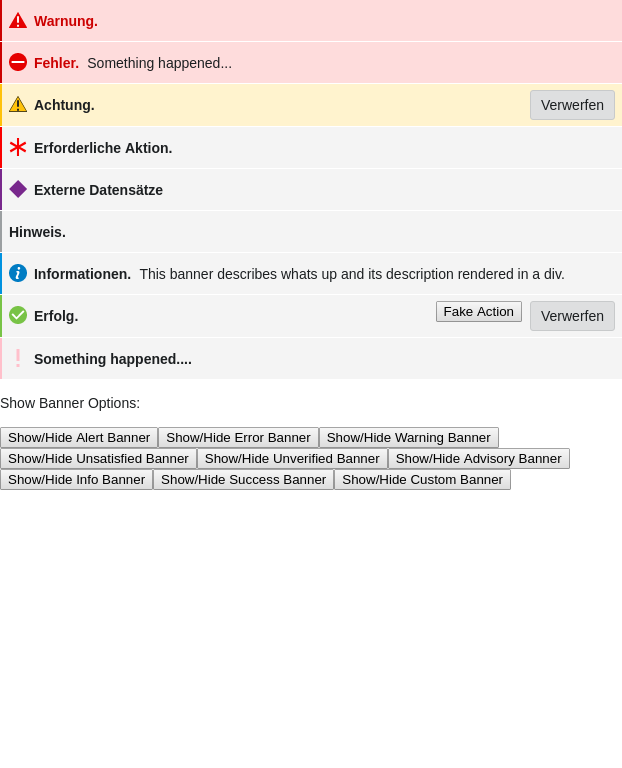 Warnung.
Fehler. Something happened...
Achtung. Verwerfen
Erforderliche Aktion.
Externe Datensätze
Hinweis.
Informationen. This banner describes whats up and its description rendered in a div.
Erfolg. Fake Action Verwerfen
Something happened....
Show Banner Options:
Show/Hide Alert Banner Show/Hide Error Banner Show/Hide Warning Banner
Show/Hide Unsatisfied Banner Show/Hide Unverified Banner Show/Hide Advisory Banner
Show/Hide Info Banner Show/Hide Success Banner Show/Hide Custom Banner